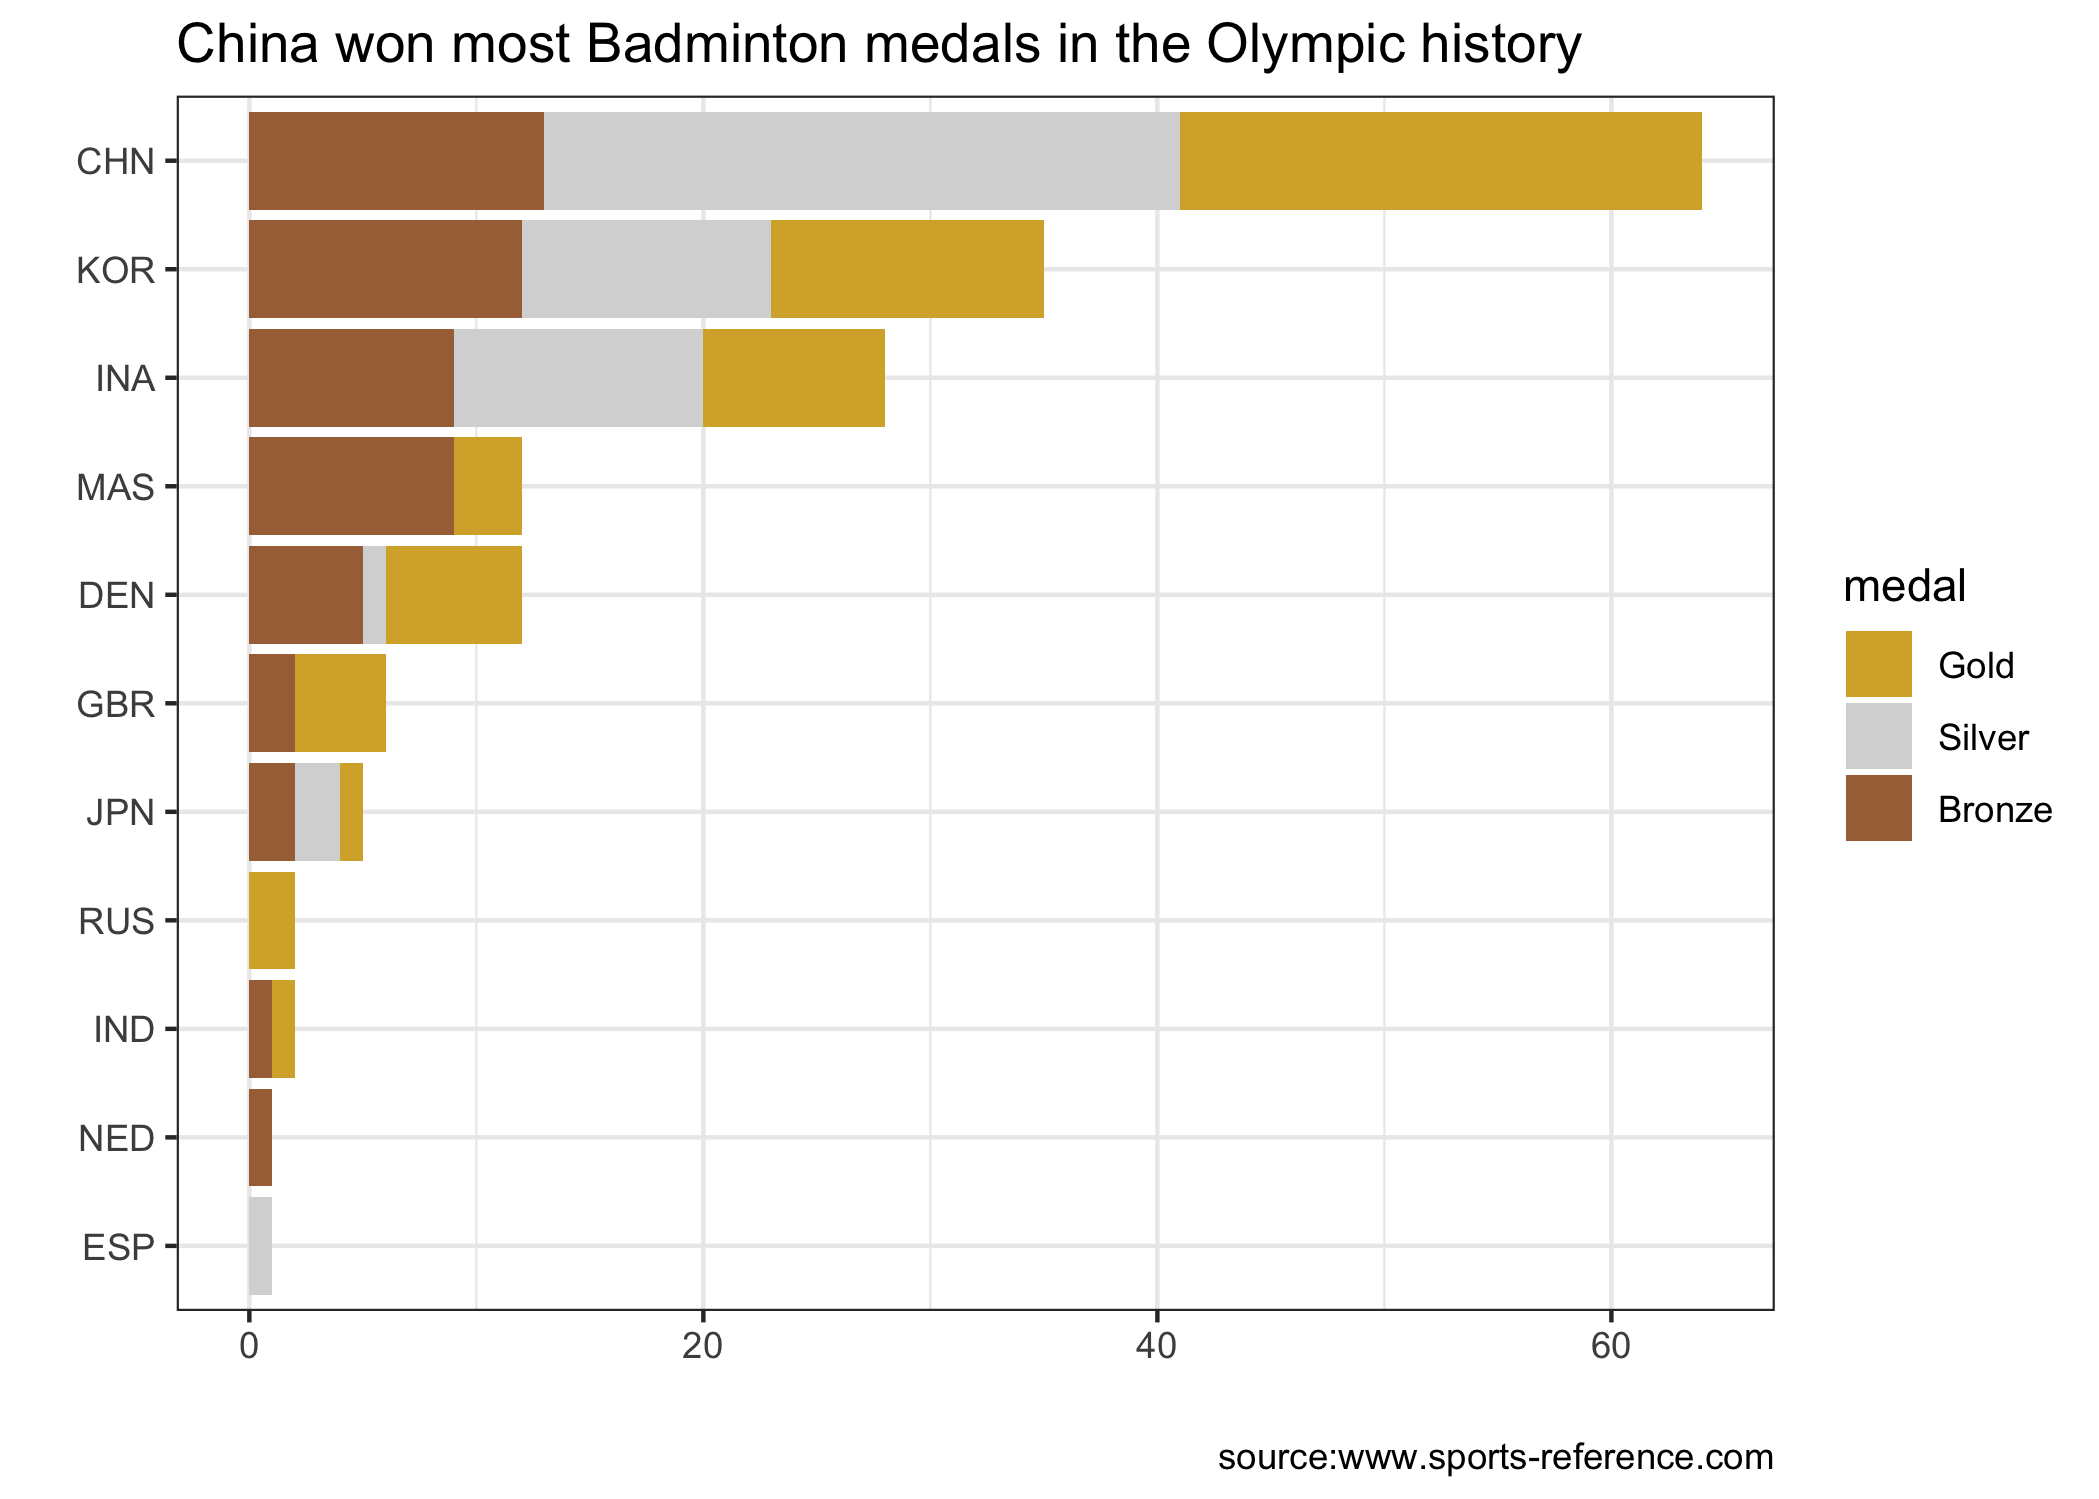 China won most Badminton medals in the Olympic history
CHN
KOR
INA
MAS
DEN
GBR
JPN
RUS
IND
NED
ESP
0 20 40 60
medal
Gold
Silver
Bronze
source:www.sports-reference.com